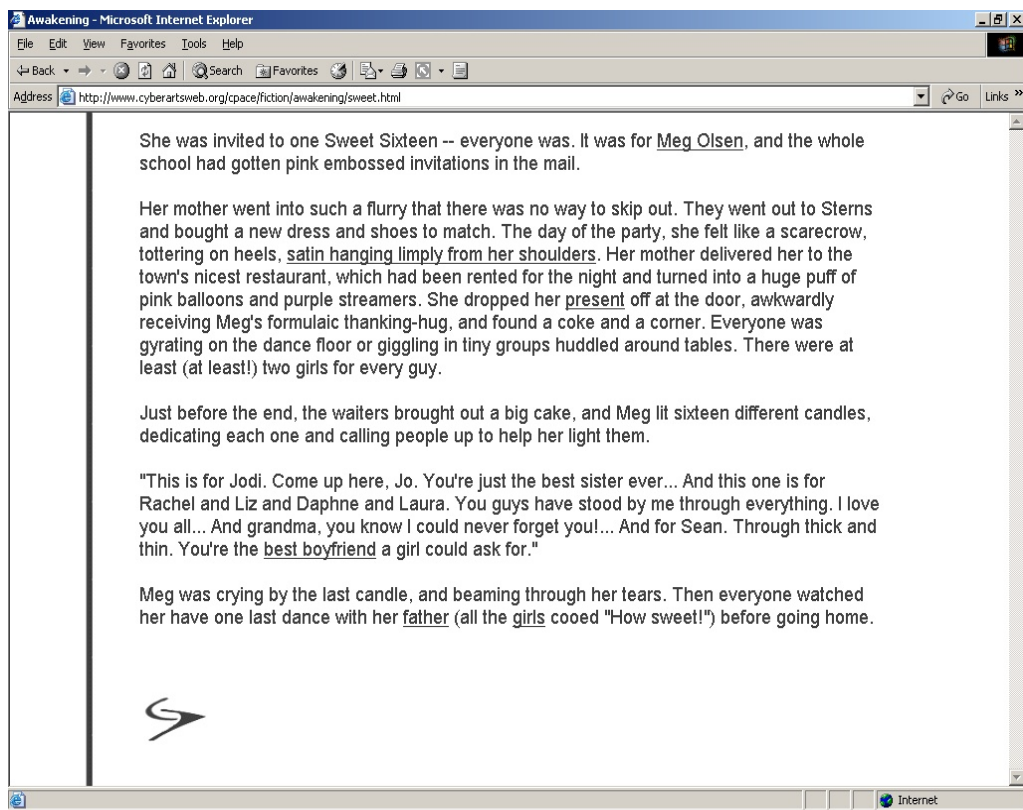 Awakening - Microsoft Internet Explorer
File Edit View Favorites Tools Help
Back Search Favorites
Address http://www.cyberartsweb.org/cpace/fiction/awakening/sweet.html Go Links »
She was invited to one Sweet Sixteen -- everyone was. It was for Meg Olsen, and the whole
school had gotten pink embossed invitations in the mail.
Her mother went into such a flurry that there was no way to skip out. They went out to Sterns
and bought a new dress and shoes to match. The day of the party, she felt like a scarecrow,
tottering on heels, satin hanging limply from her shoulders. Her mother delivered her to the
town's nicest restaurant, which had been rented for the night and turned into a huge puff of
pink balloons and purple streamers. She dropped her present off at the door, awkwardly
receiving Meg's formulaic thanking-hug, and found a coke and a corner. Everyone was
gyrating on the dance floor or giggling in tiny groups huddled around tables. There were at
least (at least!) two girls for every guy.
Just before the end, the waiters brought out a big cake, and Meg lit sixteen different candles,
dedicating each one and calling people up to help her light them.
"This is for Jodi. Come up here, Jo. You're just the best sister ever... And this one is for
Rachel and Liz and Daphne and Laura. You guys have stood by me through everything. I love
you all... And grandma, you know I could never forget you!... And for Sean. Through thick and
thin. You're the best boyfriend a girl could ask for."
Meg was crying by the last candle, and beaming through her tears. Then everyone watched
her have one last dance with her father (all the girls cooed "How sweet!") before going home.
Internet